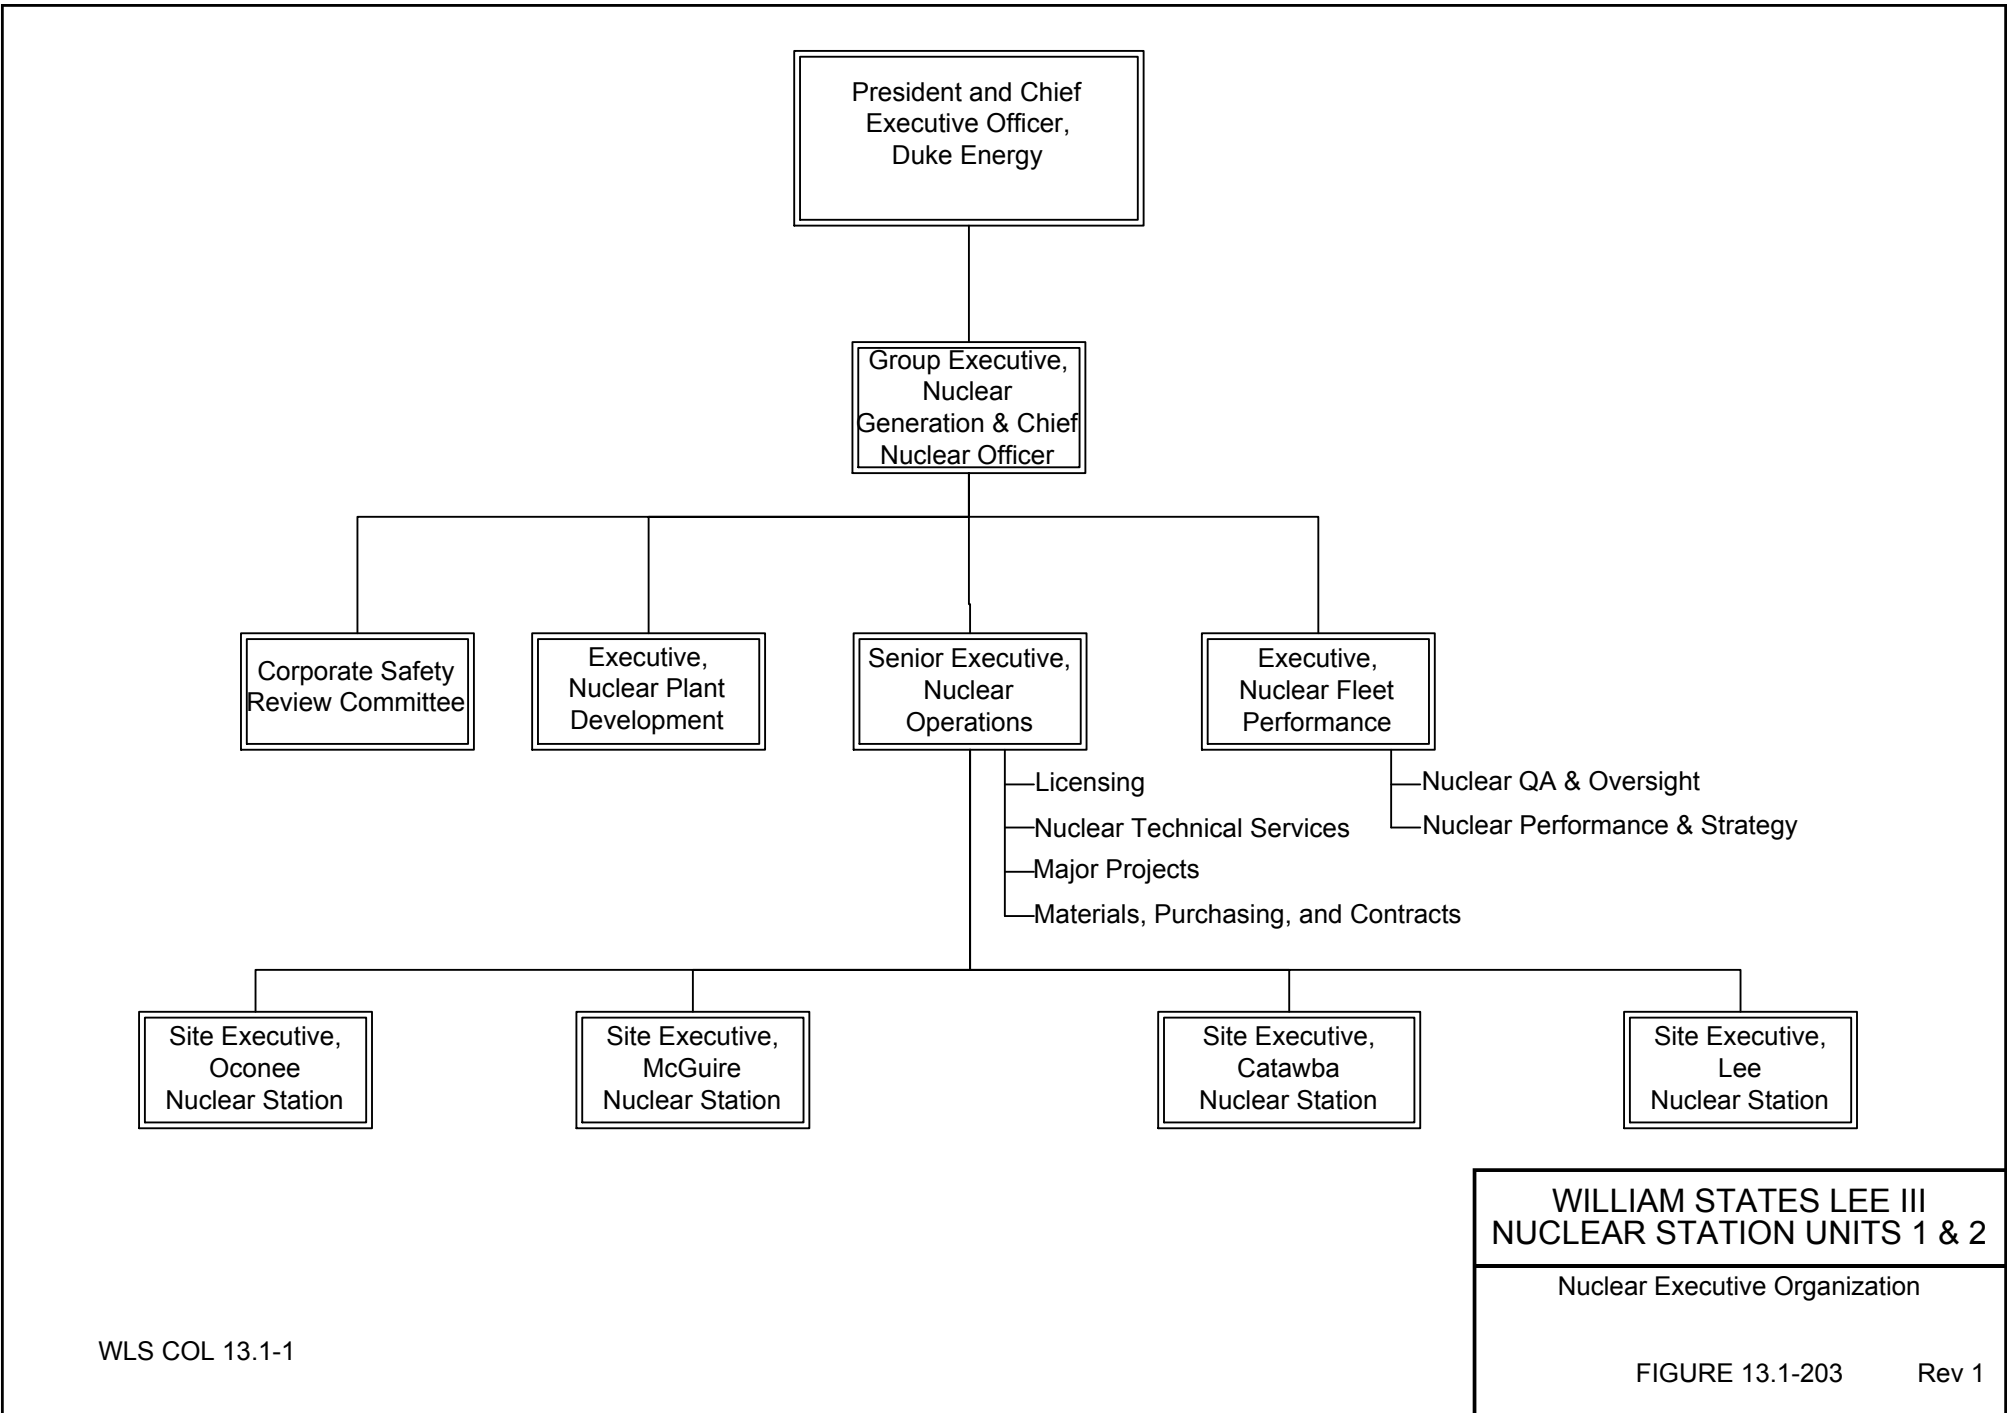 President and Chief
Executive Officer,
Duke Energy
Group Executive,
Nuclear
Generation & Chief
Nuclear Officer
Corporate Safety
Review Committee
Executive,
Nuclear Plant
Development
Senior Executive,
Nuclear
Operations
Executive,
Nuclear Fleet
Performance
Licensing
Nuclear Technical Services
Major Projects
Materials, Purchasing, and Contracts
Nuclear QA & Oversight
Nuclear Performance & Strategy
Site Executive,
Oconee
Nuclear Station
Site Executive,
McGuire
Nuclear Station
Site Executive,
Catawba
Nuclear Station
Site Executive,
Lee
Nuclear Station
WILLIAM STATES LEE III
NUCLEAR STATION UNITS 1 & 2
Nuclear Executive Organization
WLS COL 13.1-1
FIGURE 13.1-203 Rev 1